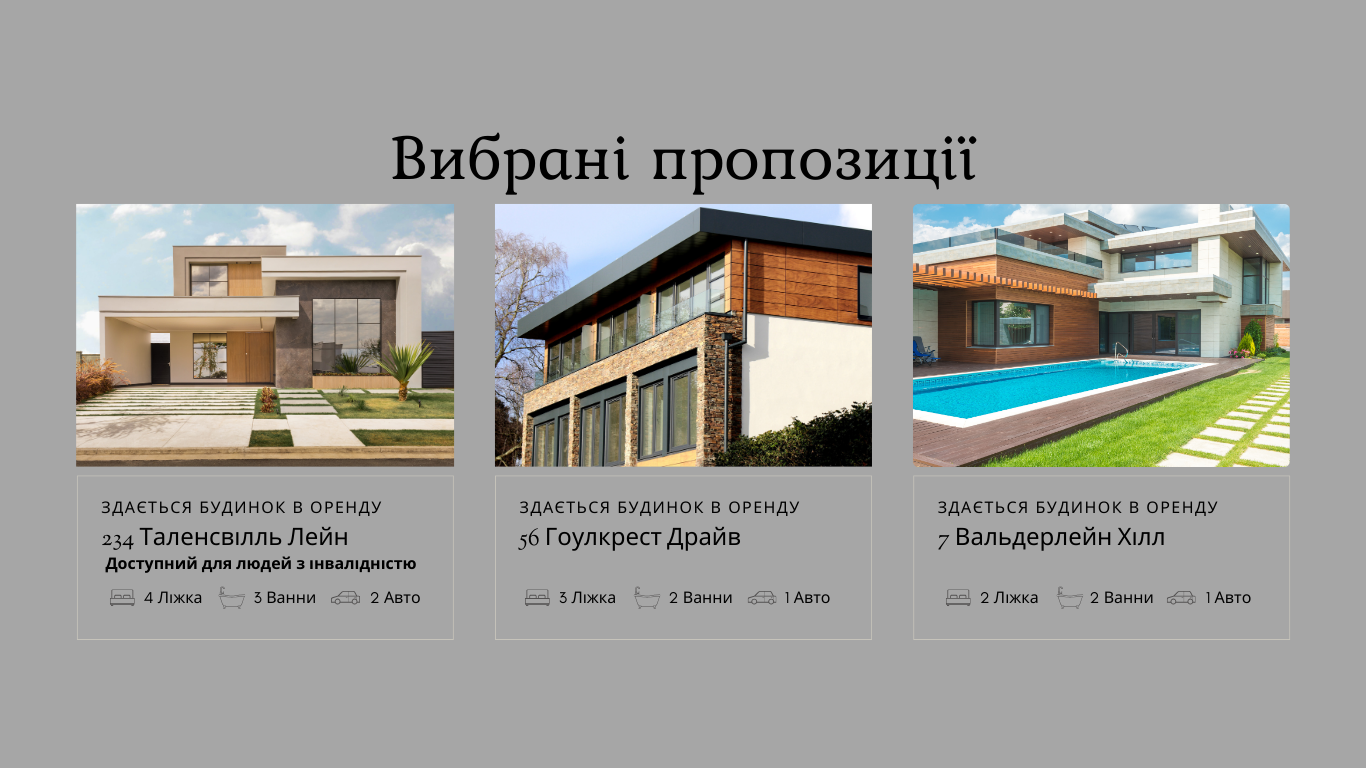 Вибрані пропозиції
ЗДАЄТЬСЯ БУДИНОК В ОРЕНДУ
234 Таленсвілль Лейн
Доступний для людей з інвалідністю
4 Ліжка 3 Ванни 2 Авто
ЗДАЄТЬСЯ БУДИНОК В ОРЕНДУ
56 Гоулкрест Драйв
3 Ліжка 2 Ванни 1 Авто
ЗДАЄТЬСЯ БУДИНОК В ОРЕНДУ
7 Вальдерлейн Хілл
2 Ліжка 2 Ванни 1 Авто